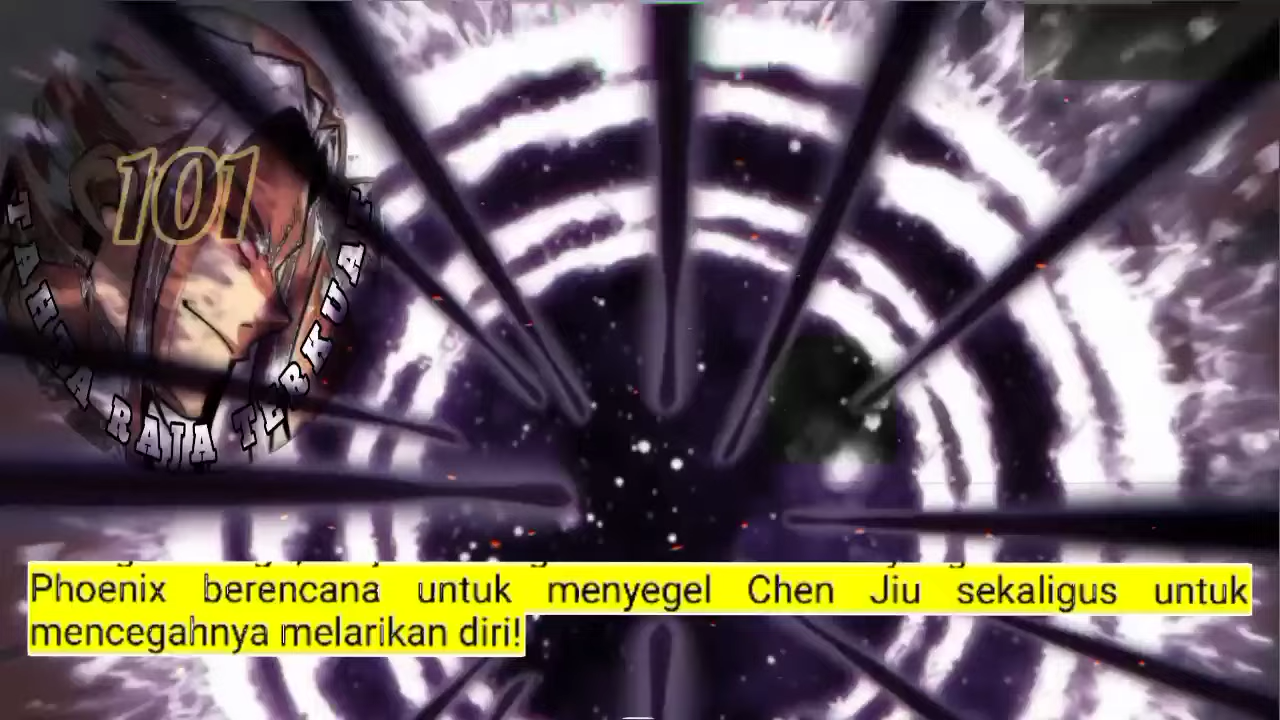 101
TAHTA RAJA TERKUAT
Phoenix berencana untuk menyegel Chen Jiu sekaligus untuk
mencegahnya melarikan diri!